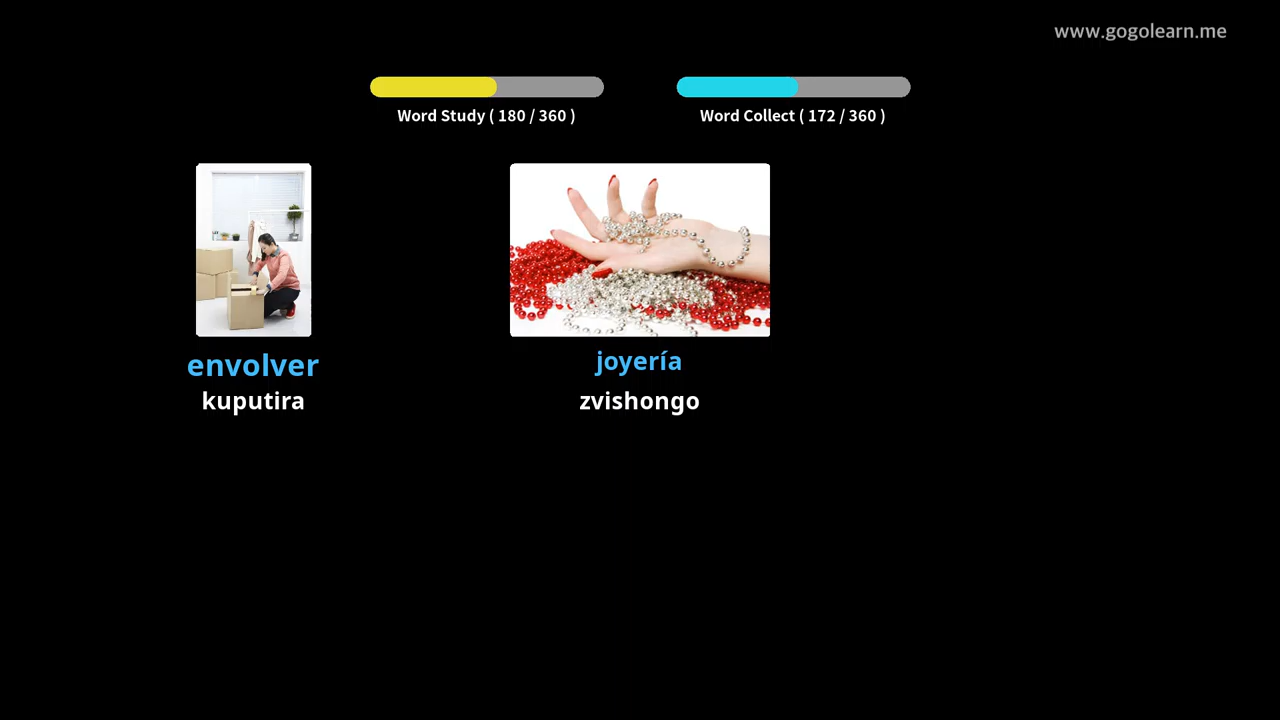 www.gogolearn.me
Word Study ( 180 / 360 )
Word Collect ( 172 / 360 )
envolver
kuputira
joyería
zvishongo